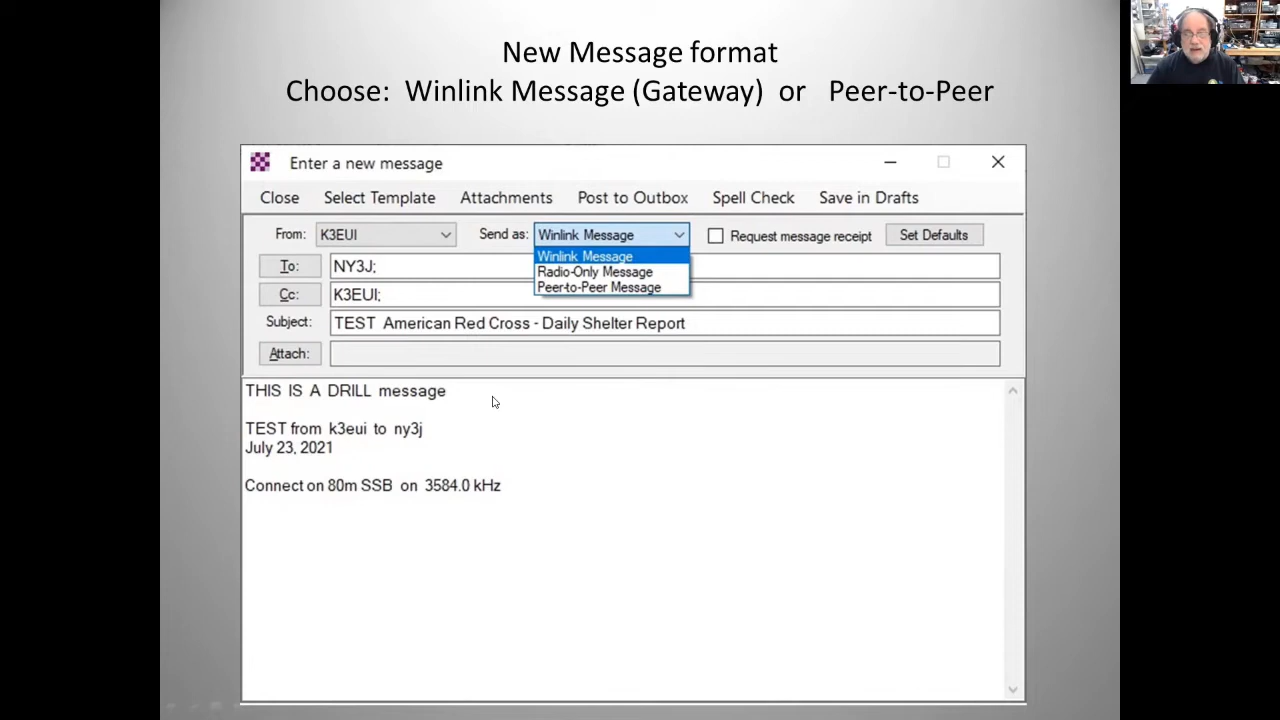 New Message format
Choose: Winlink Message (Gateway) or Peer-to-Peer
Enter a new message
Close Select Template Attachments Post to Outbox Spell Check Save in Drafts
From: K3EUI Send as: Winlink Message Request message receipt Set Defaults
Winlink Message
Radio-Only Message
Peer-to-Peer Message
To: NY3J;
Cc: K3EUI;
Subject: TEST American Red Cross - Daily Shelter Report
Attach:
THIS IS A DRILL message
TEST from k3eui to ny3j
July 23, 2021
Connect on 80m SSB on 3584.0 kHz